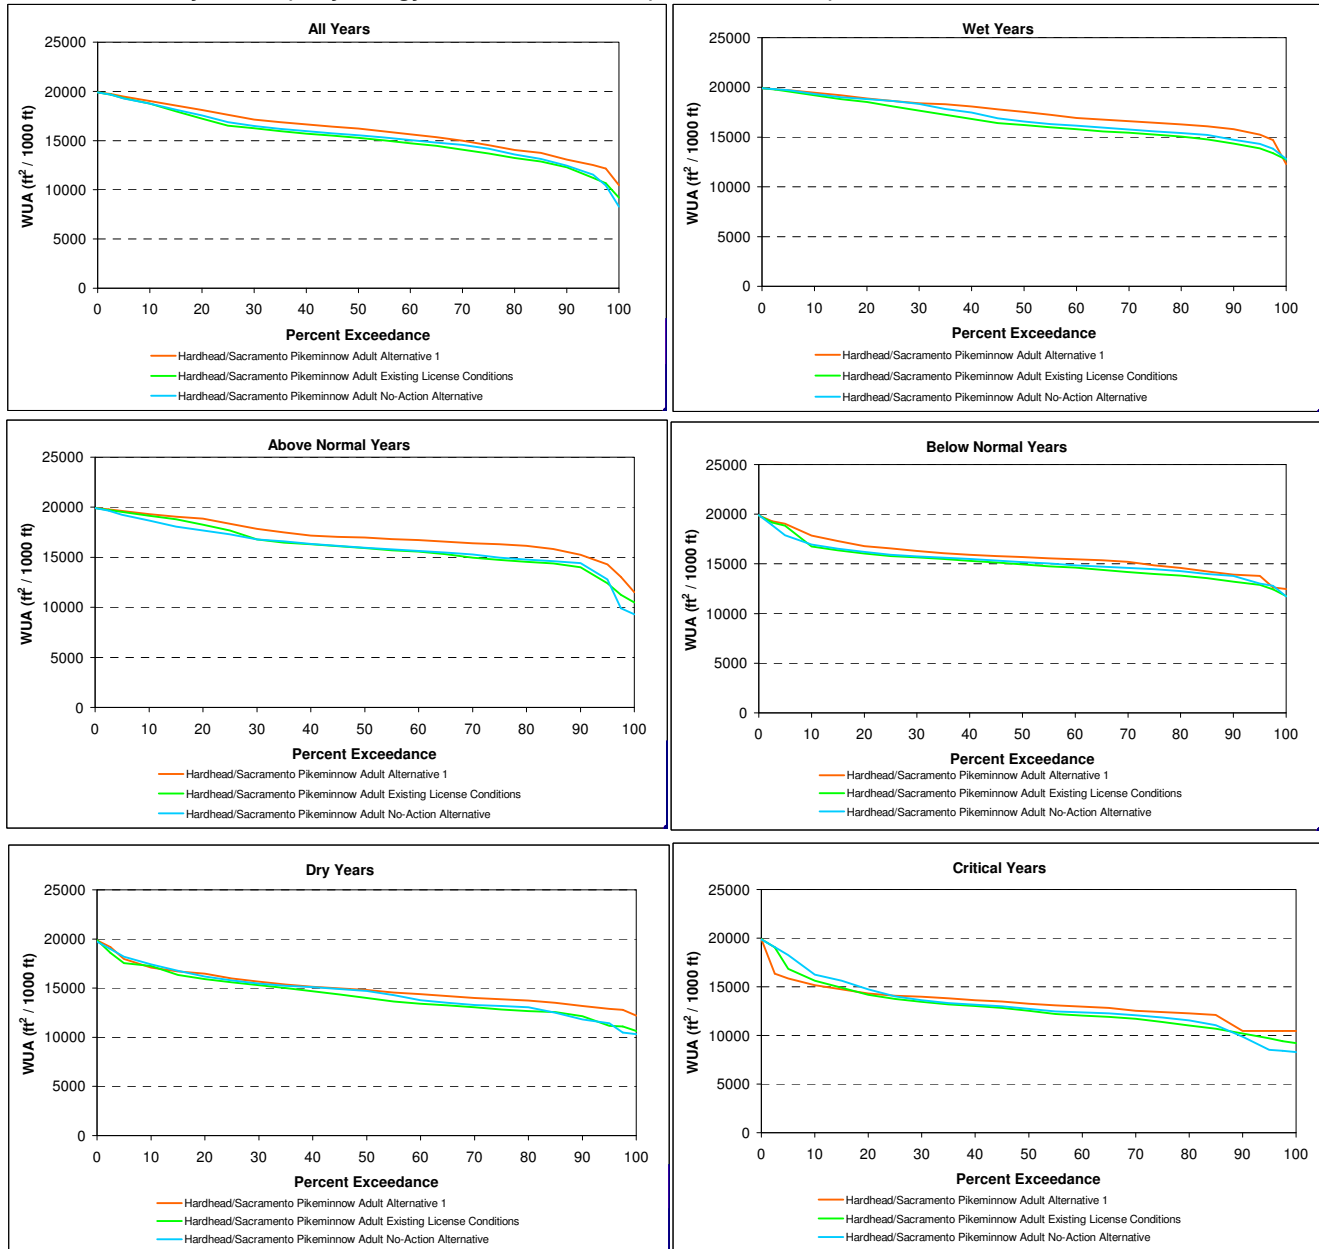 All Years
25000
20000
15000
10000
5000
0
WUA (ft² / 1000 ft)
0 10 20 30 40 50 60 70 80 90 100
Percent Exceedance
Hardhead/Sacramento Pikeminnow Adult Alternative 1
Hardhead/Sacramento Pikeminnow Adult Existing License Conditions
Hardhead/Sacramento Pikeminnow Adult No-Action Alternative
Wet Years
25000
20000
15000
10000
5000
0
WUA (ft² / 1000 ft)
0 10 20 30 40 50 60 70 80 90 100
Percent Exceedance
Hardhead/Sacramento Pikeminnow Adult Alternative 1
Hardhead/Sacramento Pikeminnow Adult Existing License Conditions
Hardhead/Sacramento Pikeminnow Adult No-Action Alternative
Above Normal Years
25000
20000
15000
10000
5000
0
WUA (ft² / 1000 ft)
0 10 20 30 40 50 60 70 80 90 100
Percent Exceedance
Hardhead/Sacramento Pikeminnow Adult Alternative 1
Hardhead/Sacramento Pikeminnow Adult Existing License Conditions
Hardhead/Sacramento Pikeminnow Adult No-Action Alternative
Below Normal Years
25000
20000
15000
10000
5000
0
WUA (ft² / 1000 ft)
0 10 20 30 40 50 60 70 80 90 100
Percent Exceedance
Hardhead/Sacramento Pikeminnow Adult Alternative 1
Hardhead/Sacramento Pikeminnow Adult Existing License Conditions
Hardhead/Sacramento Pikeminnow Adult No-Action Alternative
Dry Years
25000
20000
15000
10000
5000
0
WUA (ft² / 1000 ft)
0 10 20 30 40 50 60 70 80 90 100
Percent Exceedance
Hardhead/Sacramento Pikeminnow Adult Alternative 1
Hardhead/Sacramento Pikeminnow Adult Existing License Conditions
Hardhead/Sacramento Pikeminnow Adult No-Action Alternative
Critical Years
25000
20000
15000
10000
5000
0
WUA (ft² / 1000 ft)
0 10 20 30 40 50 60 70 80 90 100
Percent Exceedance
Hardhead/Sacramento Pikeminnow Adult Alternative 1
Hardhead/Sacramento Pikeminnow Adult Existing License Conditions
Hardhead/Sacramento Pikeminnow Adult No-Action Alternative